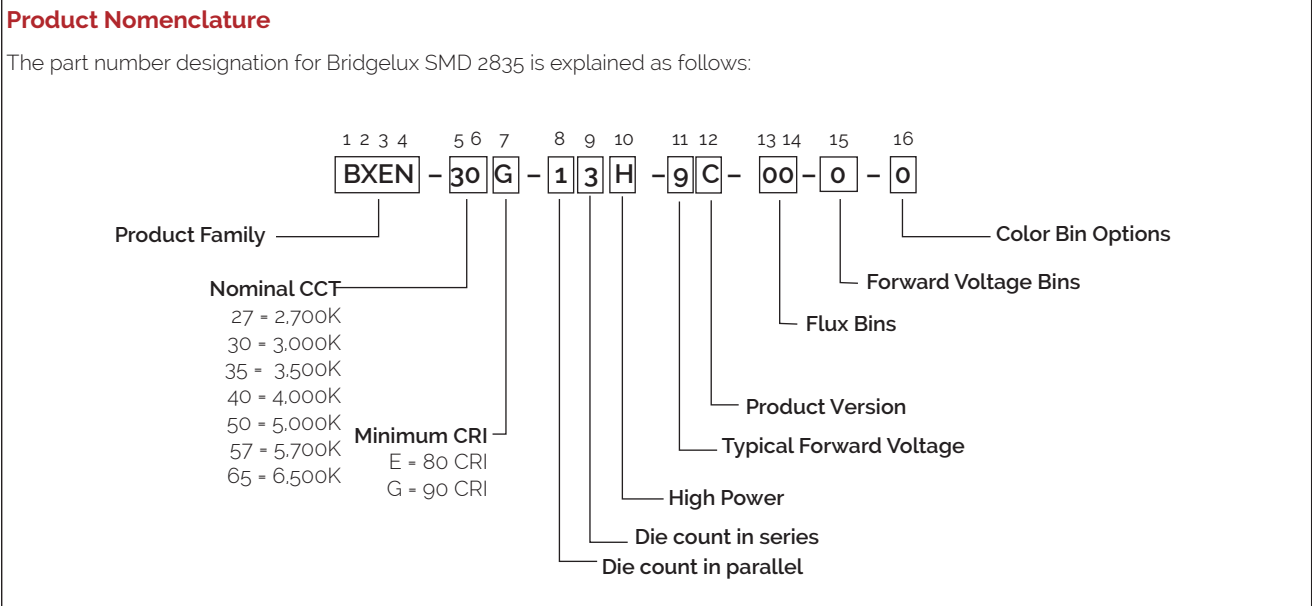 Product Nomenclature
The part number designation for Bridgelux SMD 2835 is explained as follows:
1 2 3 4 5 6 7 8 9 10 11 12 13 14 15 16
BXEN – 30 G – 1 3 H – 9 C – 00 – 0 – 0
Product Family
Color Bin Options
Nominal CCT
27 = 2,700K
30 = 3,000K
35 = 3,500K
40 = 4,000K
50 = 5,000K
57 = 5,700K
65 = 6,500K
Minimum CRI
E = 80 CRI
G = 90 CRI
Forward Voltage Bins
Flux Bins
Product Version
Typical Forward Voltage
High Power
Die count in series
Die count in parallel